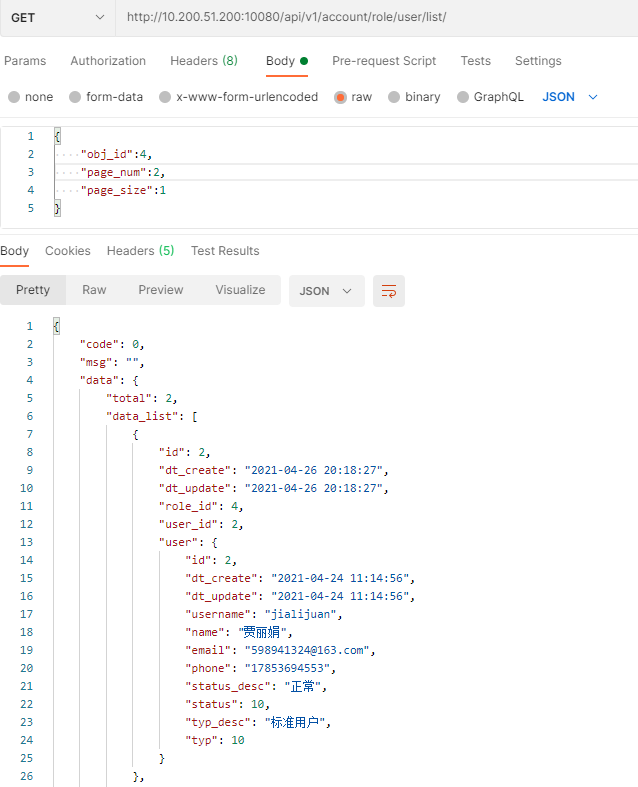 GET http://10.200.51.200:10080/api/v1/account/role/user/list/
Params Authorization Headers (8) Body Pre-request Script Tests Settings
none form-data x-www-form-urlencoded raw binary GraphQL JSON
1 {
2 "obj_id":4,
3 "page_num":2,
4 "page_size":1
5 }
Body Cookies Headers (5) Test Results
Pretty Raw Preview Visualize JSON
1 {
2 "code": 0,
3 "msg": "",
4 "data": {
5 "total": 2,
6 "data_list": [
7 {
8 "id": 2,
9 "dt_create": "2021-04-26 20:18:27",
10 "dt_update": "2021-04-26 20:18:27",
11 "role_id": 4,
12 "user_id": 2,
13 "user": {
14 "id": 2,
15 "dt_create": "2021-04-24 11:14:56",
16 "dt_update": "2021-04-24 11:14:56",
17 "username": "jialijuan",
18 "name": "贾丽娟",
19 "email": "598941324@163.com",
20 "phone": "17853694553",
21 "status_desc": "正常",
22 "status": 10,
23 "typ_desc": "标准用户",
24 "typ": 10
25 }
26 },